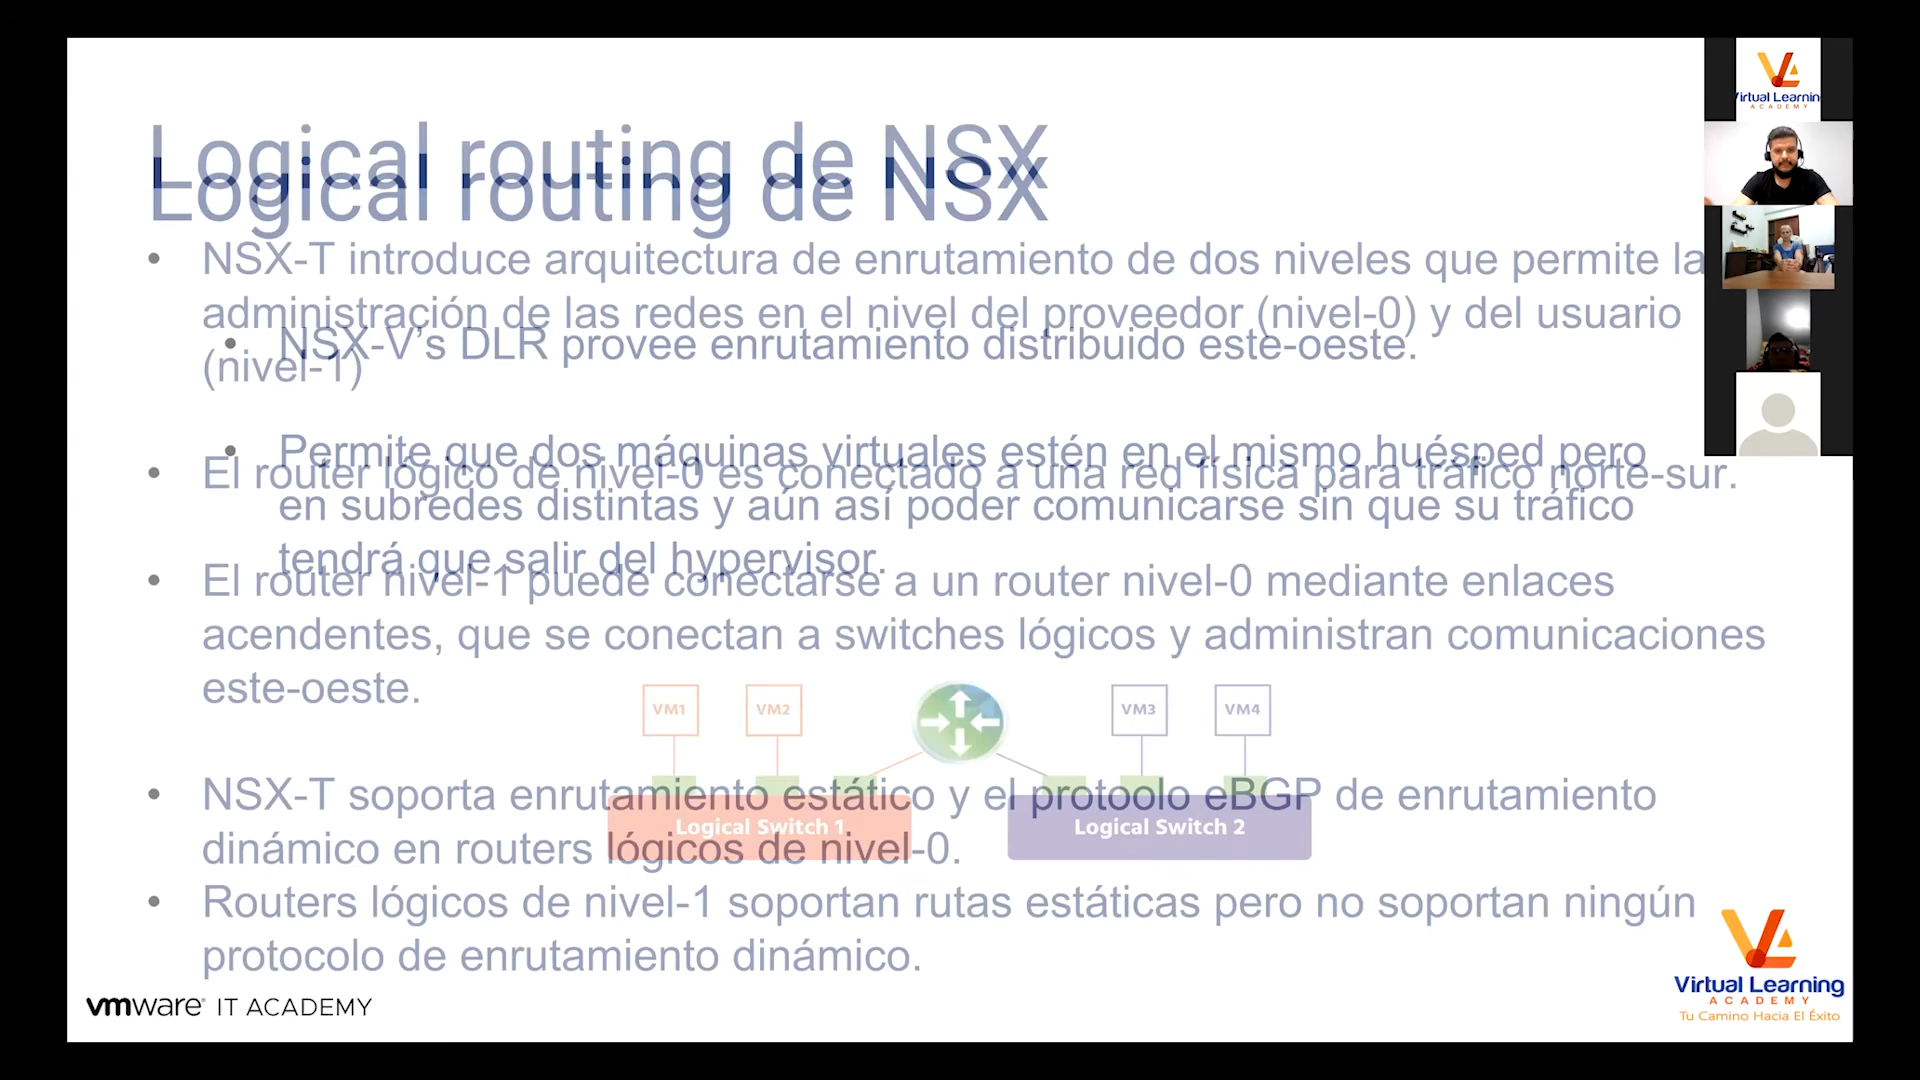 Logical routing de NSX
Logical routing de NSX
NSX-T introduce arquitectura de enrutamiento de dos niveles que permite la
administración de las redes en el nivel del proveedor (nivel-0) y del usuario
(nivel-1)
NSX-V’s DLR provee enrutamiento distribuido este-oeste.
Permite que dos máquinas virtuales estén en el mismo huésped pero
en subredes distintas y aún así poder comunicarse sin que su tráfico
tendrá que salir del hypervisor.
El router lógico de nivel-0 es conectado a una red física para tráfico norte-sur.
El router nivel-1 puede conectarse a un router nivel-0 mediante enlaces
acendentes, que se conectan a switches lógicos y administran comunicaciones
este-oeste.
VM1
VM2
VM3
VM4
Logical Switch 1
Logical Switch 2
NSX-T soporta enrutamiento estático y el protoolo eBGP de enrutamiento
dinámico en routers lógicos de nivel-0.
Routers lógicos de nivel-1 soportan rutas estáticas pero no soportan ningún
protocolo de enrutamiento dinámico.
vmware® IT ACADEMY
Virtual Learning
ACADEMY
Tu Camino Hacia El Éxito
Virtual Learnin
ACADEMY